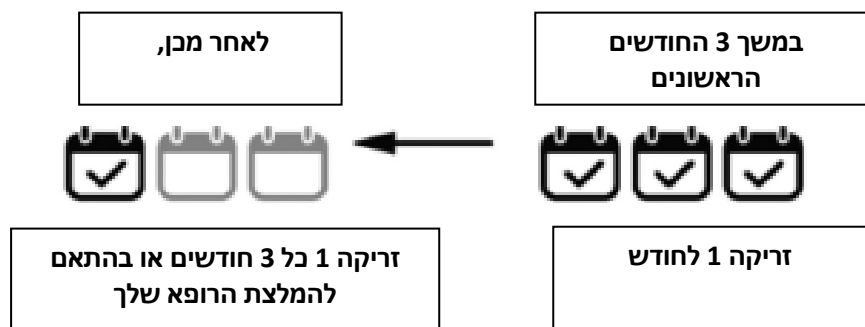 במשך 3 החודשים
הראשונים
זריקה 1 לחודש
לאחר מכן,
זריקה 1 כל 3 חודשים או בהתאם
להמלצת הרופא שלך